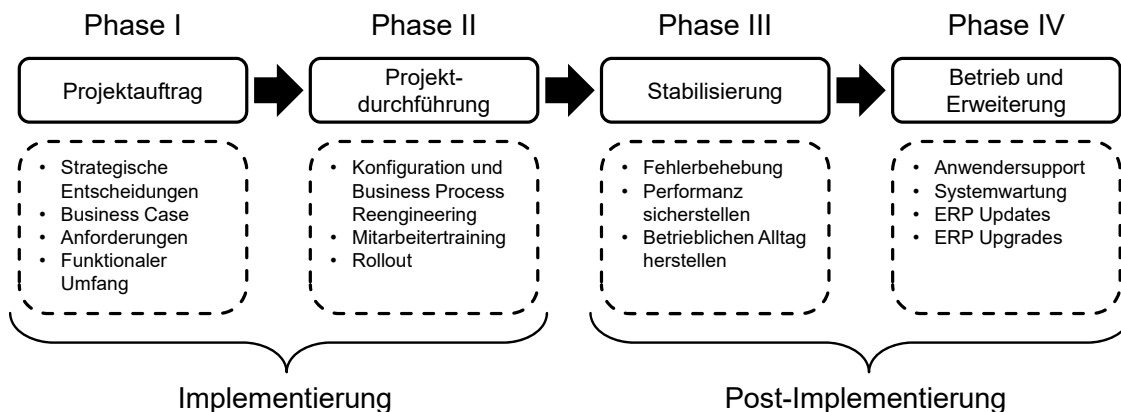 Phase I
Phase II
Phase III
Phase IV
Projektauftrag
Projekt-
durchführung
Stabilisierung
Betrieb und
Erweiterung
• Strategische
Entscheidungen
• Business Case
• Anforderungen
• Funktionaler
Umfang
• Konfiguration und
Business Process
Reengineering
• Mitarbeitertraining
• Rollout
• Fehlerbehebung
• Performanz
sicherstellen
• Betrieblichen Alltag
herstellen
• Anwendersupport
• Systemwartung
• ERP Updates
• ERP Upgrades
Implementierung
Post-Implementierung